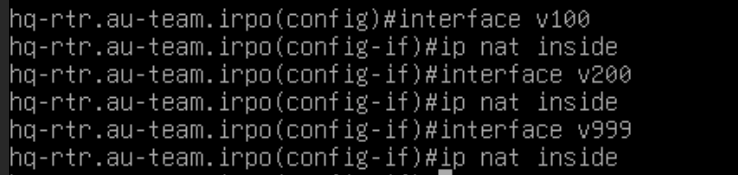 hq-rtr.au-team.irpo(config)#interface v100
hq-rtr.au-team.irpo(config-if)#ip nat inside
hq-rtr.au-team.irpo(config-if)#interface v200
hq-rtr.au-team.irpo(config-if)#ip nat inside
hq-rtr.au-team.irpo(config-if)#interface v999
hq-rtr.au-team.irpo(config-if)#ip nat inside